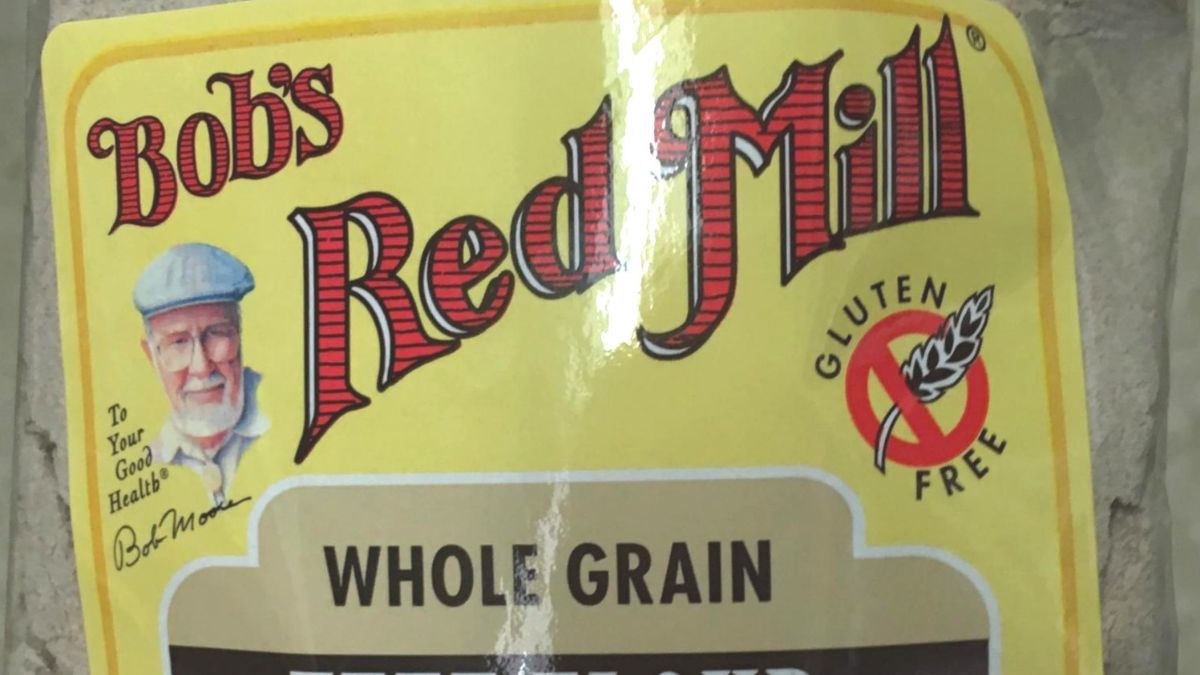 Bob's
Red Mill®
GLUTEN
FREE
To
Your
Good
Health®
Bob Moore
WHOLE GRAIN